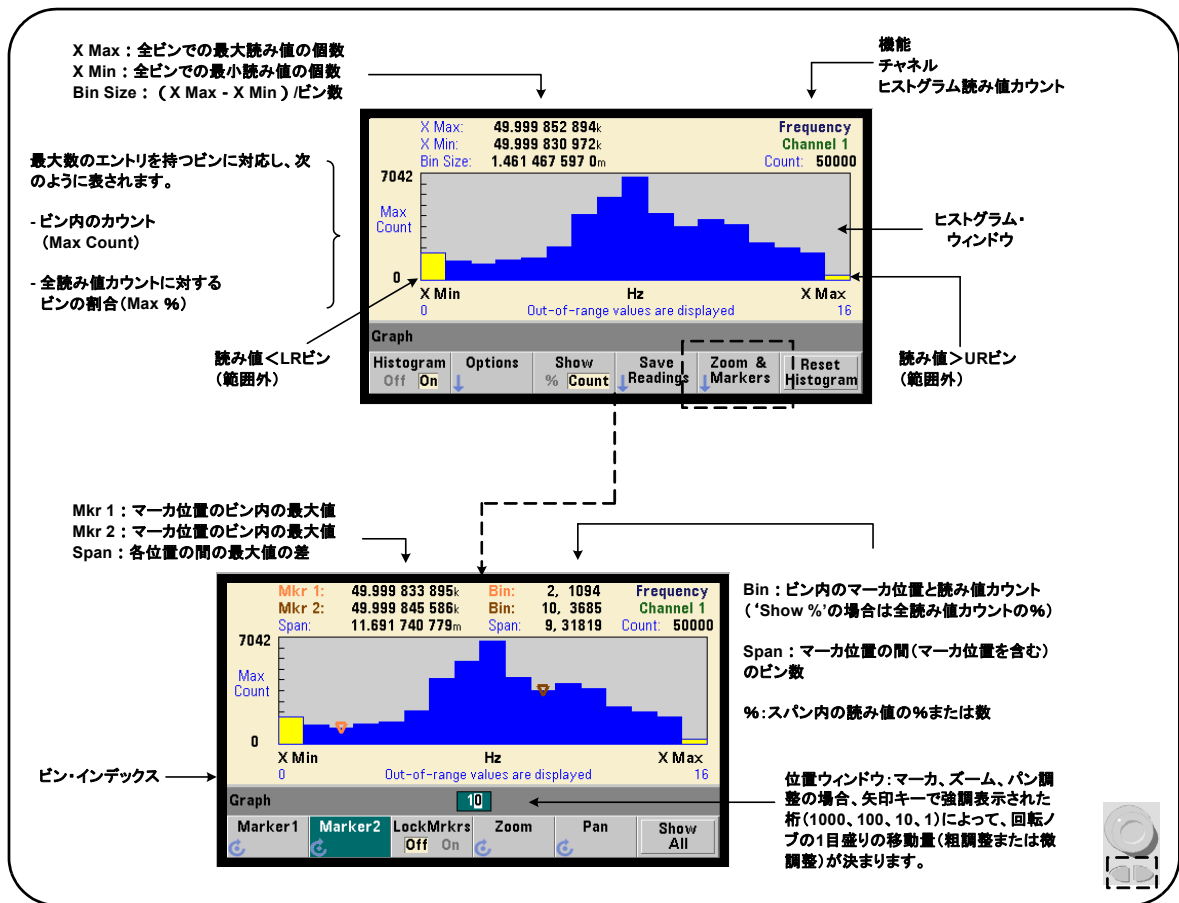 X Max：全ビンでの最大読み値の個数
X Min：全ビンでの最小読み値の個数
Bin Size：（X Max - X Min）/ビン数
機能
チャネル
ヒストグラム読み値カウント
最大数のエントリを持つビンに対応し、次
のように表されます。
- ビン内のカウント
（Max Count）
- 全読み値カウントに対する
ビンの割合（Max %）
X Max: 49.999 852 894k Frequency
X Min: 49.999 830 972k Channel 1
Bin Size: 1.461 467 597 0m Count: 50000
7042
Max
Count
0
X Min Hz X Max
0 Out-of-range values are displayed 16
Graph
Histogram Options Show Save Zoom & Reset
Off On % Count Readings Markers Histogram
ヒストグラム・
ウィンドウ
読み値＜LRビン
（範囲外）
読み値＞URビン
（範囲外）
Mkr 1：マーカ位置のビン内の最大値
Mkr 2：マーカ位置のビン内の最大値
Span：各位置の間の最大値の差
Mkr 1: 49.999 833 895k Bin: 2, 1094 Frequency
Mkr 2: 49.999 845 586k Bin: 10, 3685 Channel 1
Span: 11.691 740 779m Span: 9, 31819 Count: 50000
7042
Max
Count
0
X Min Hz X Max
0 Out-of-range values are displayed 16
Graph 10
Marker1 Marker2 LockMrkrs Zoom Pan Show
Off On All
ビン・インデックス
Bin：ビン内のマーカ位置と読み値カウント
（‘Show %’の場合は全読み値カウントの%）
Span：マーカ位置の間（マーカ位置を含む）
のビン数
%：スパン内の読み値の%または数
位置ウィンドウ：マーカ、ズーム、パン調
整の場合、矢印キーで強調表示された
桁（1000、100、10、1）によって、回転ノ
ブの1目盛りの移動量（粗調整または微
調整）が決まります。